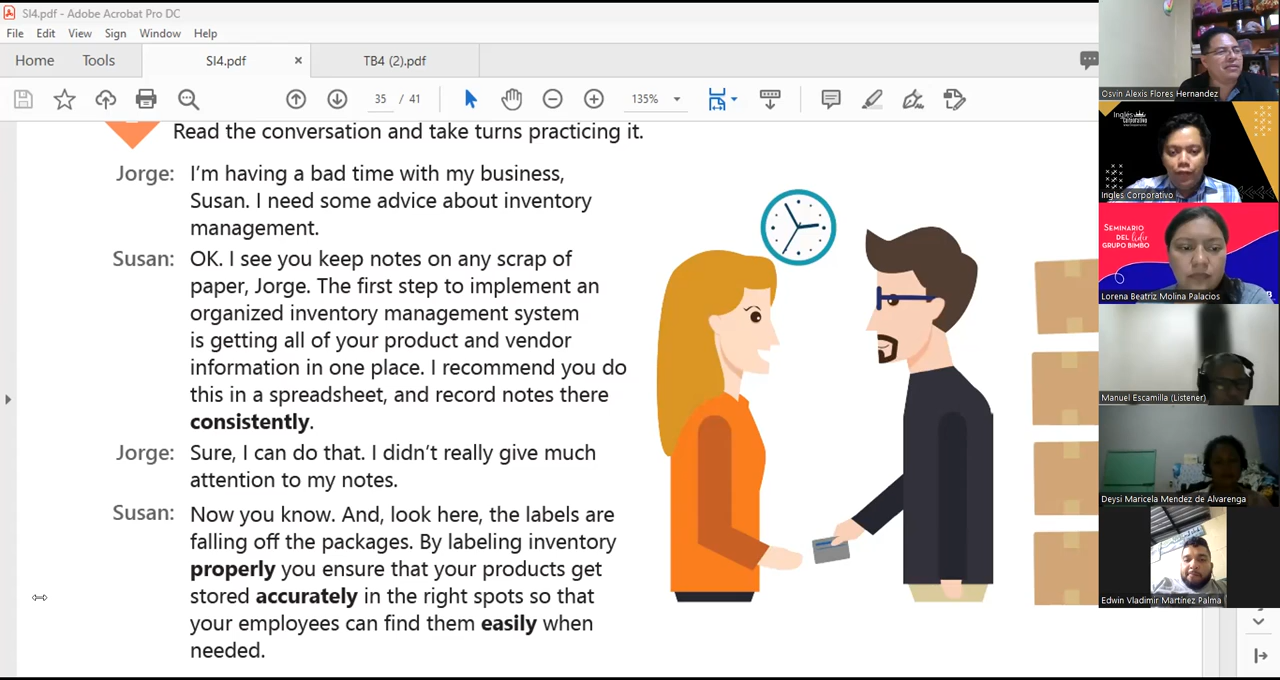 SI4.pdf - Adobe Acrobat Pro DC
File Edit View Sign Window Help
Home Tools SI4.pdf × TB4 (2).pdf
35 / 41 135%
Read the conversation and take turns practicing it.
Jorge: I'm having a bad time with my business,
Susan. I need some advice about inventory
management.
Susan: OK. I see you keep notes on any scrap of
paper, Jorge. The first step to implement an
organized inventory management system
is getting all of your product and vendor
information in one place. I recommend you do
this in a spreadsheet, and record notes there
consistently.
Jorge: Sure, I can do that. I didn't really give much
attention to my notes.
Susan: Now you know. And, look here, the labels are
falling off the packages. By labeling inventory
properly you ensure that your products get
stored accurately in the right spots so that
your employees can find them easily when
needed.
Osvin Alexis Flores Hernandez
Inglés
Corporativo
Ingles Corporativo
SEMINARIO
DEL líder
GRUPO BIMBO
Lorena Beatriz Molina Palacios
Manuel Escamilla (Listener)
Deysi Maricela Mendez de Alvarenga
Edwin Vladimir Martínez Palma